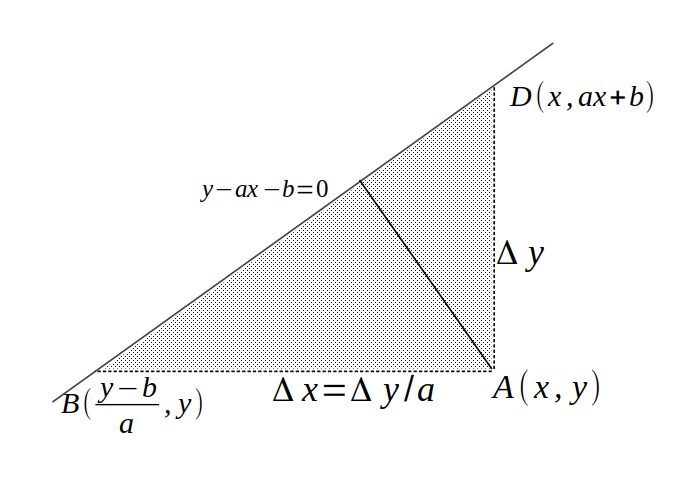 D(x, ax+b)
y−ax−b=0
Δ y
Δ x=Δ y/a
A(x, y)
B((y−b)/a, y)